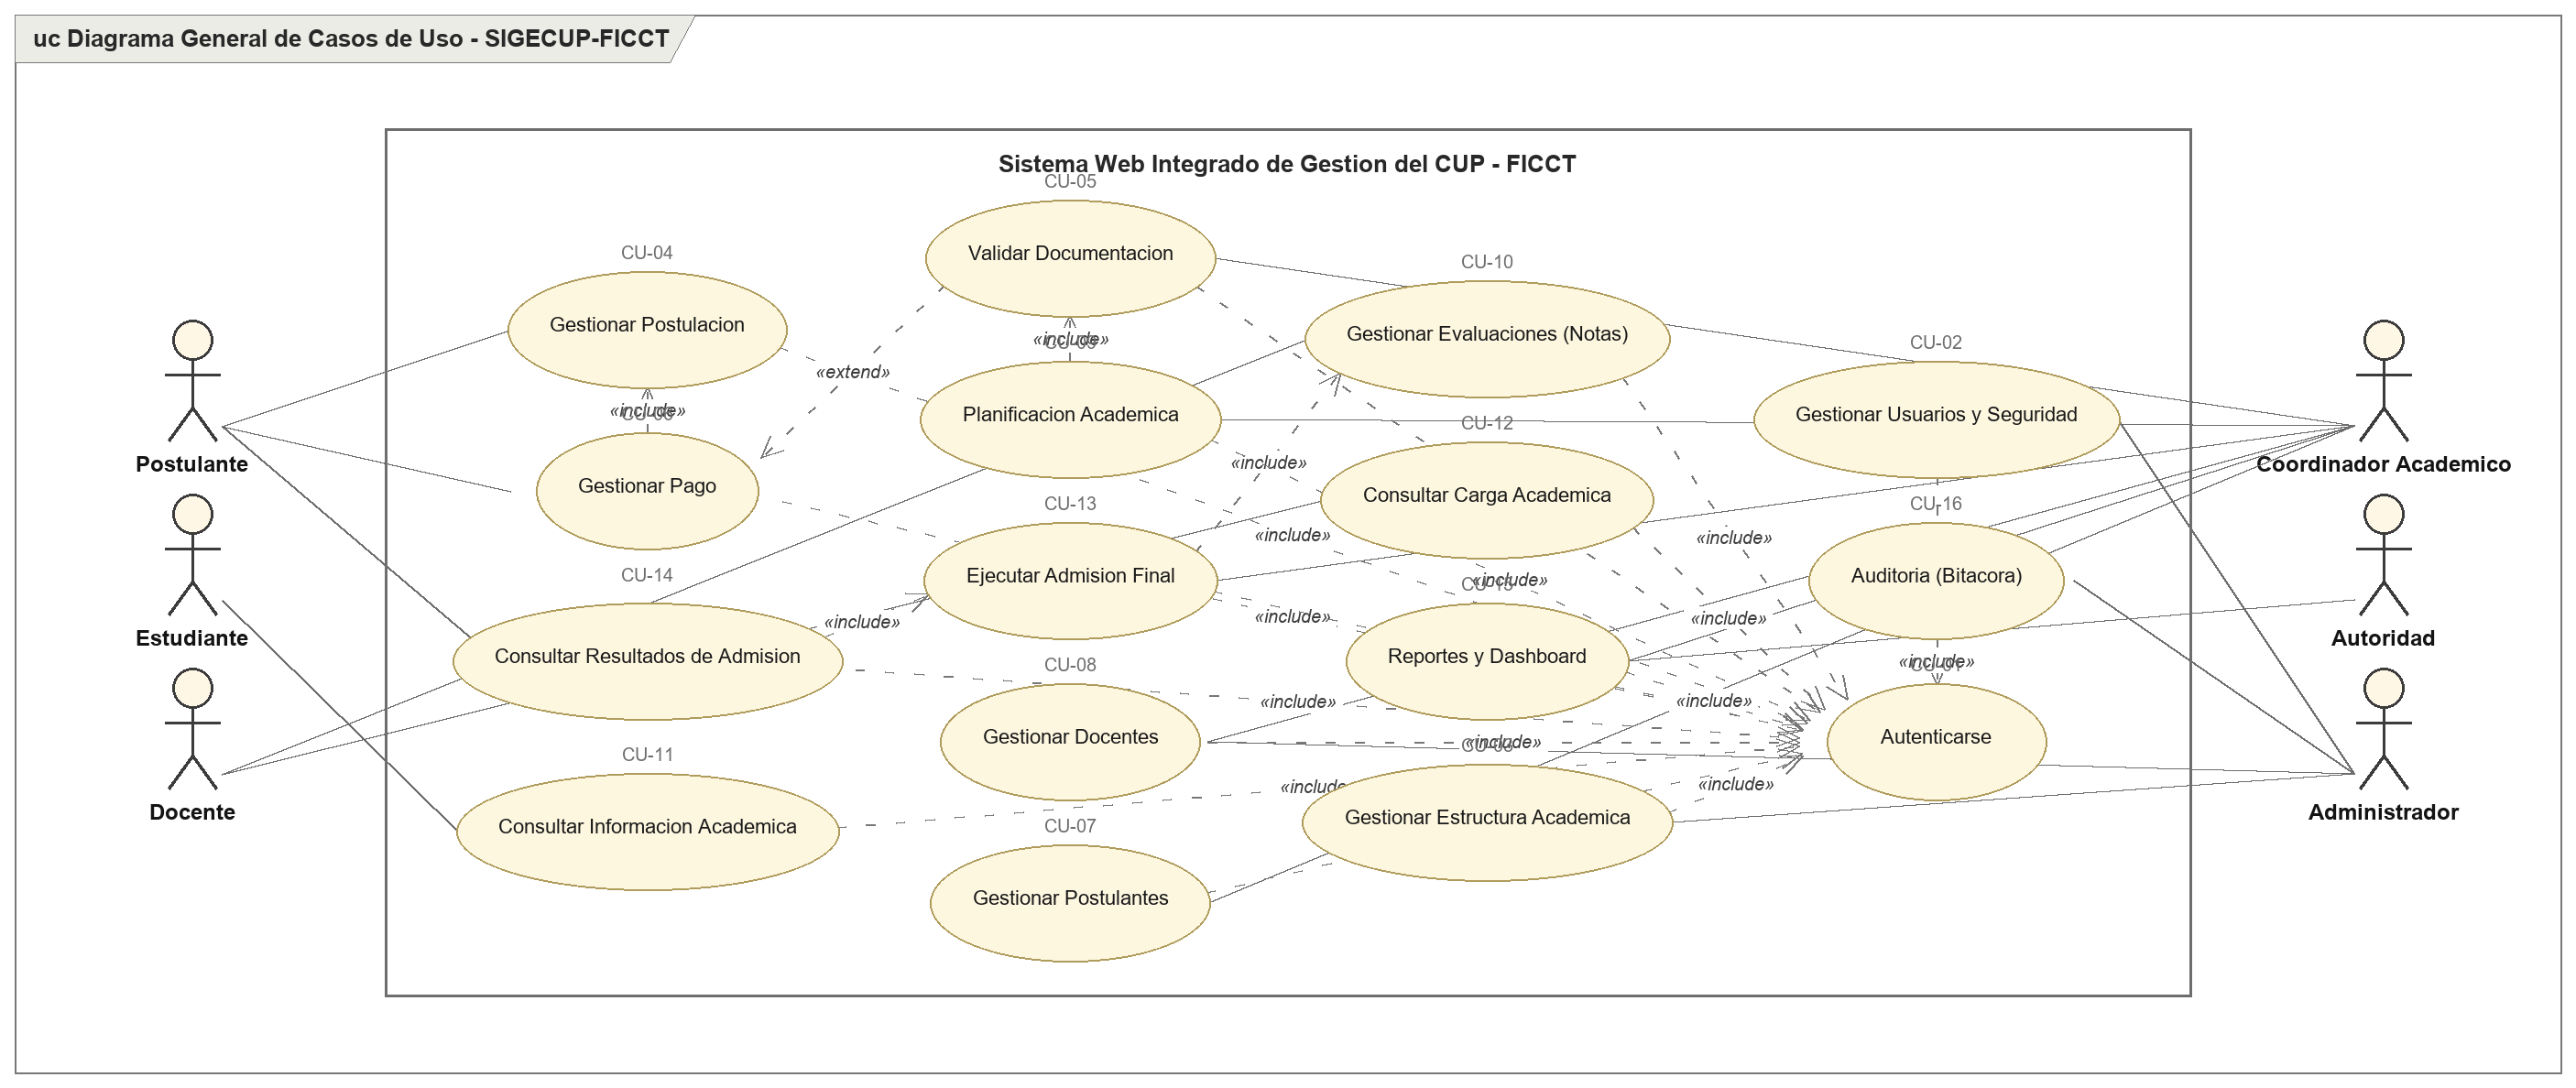 uc Diagrama General de Casos de Uso - SIGECUP-FICCT
Sistema Web Integrado de Gestion del CUP - FICCT
CU-05
Validar Documentacion
CU-04
Gestionar Postulacion
CU-10
Gestionar Evaluaciones (Notas)
«include»
CU-02
Gestionar Usuarios y Seguridad
«extend»
Planificacion Academica
«include»
CU-12
Consultar Carga Academica
Postulante
Coordinador Academico
«include»
Gestionar Pago
CU-13
Ejecutar Admision Final
CU-16
Auditoria (Bitacora)
«include»
«include»
CU-14
«include»
«include»
«include»
«include»
Estudiante
Autoridad
Consultar Resultados de Admision
Reportes y Dashboard
CU-08
Gestionar Docentes
«include»
«include»
«include»
«include»
Autenticarse
CU-11
Consultar Informacion Academica
«include»
«include»
Gestionar Estructura Academica
Docente
Administrador
CU-07
Gestionar Postulantes